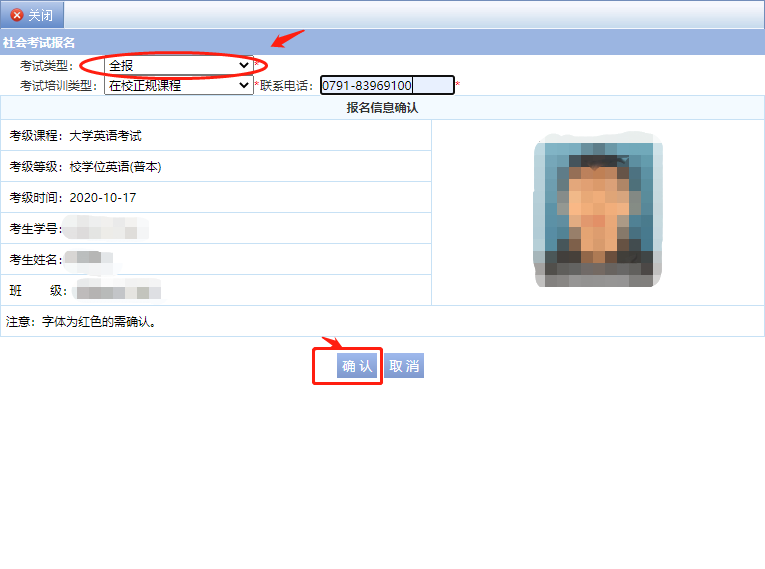 关闭
社会考试报名
考试类型： 全报 *
考试培训类型： 在校正规课程 *联系电话： 0791-83969100 *
报名信息确认
考级课程：大学英语考试
考级等级：校学位英语(普本)
考级时间：2020-10-17
考生学号:
考生姓名:
班 级：
注意：字体为红色的需确认。
确 认 取 消